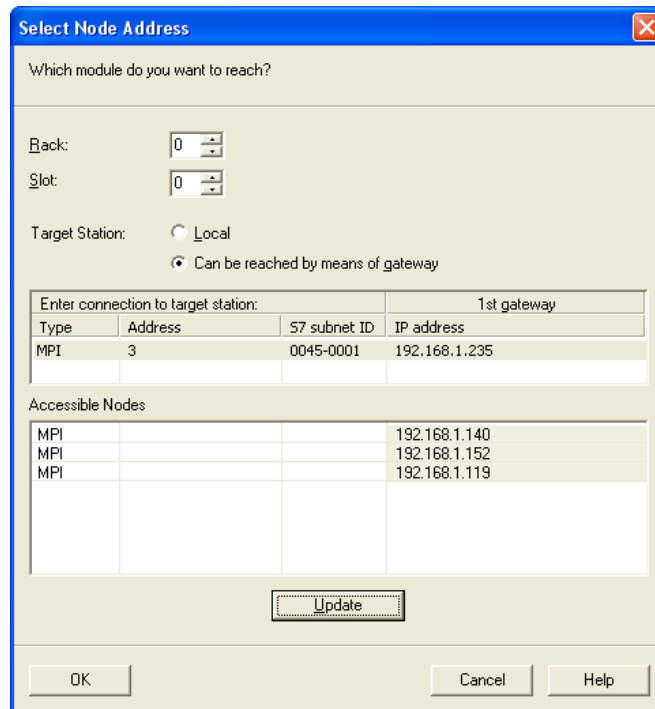 Select Node Address
Which module do you want to reach?
Rack: 0
Slot: 0
Target Station: Local
Can be reached by means of gateway
Enter connection to target station: 1st gateway
Type Address S7 subnet ID IP address
MPI 3 0045-0001 192.168.1.235
Accessible Nodes
MPI 192.168.1.140
MPI 192.168.1.152
MPI 192.168.1.119
Update
OK Cancel Help